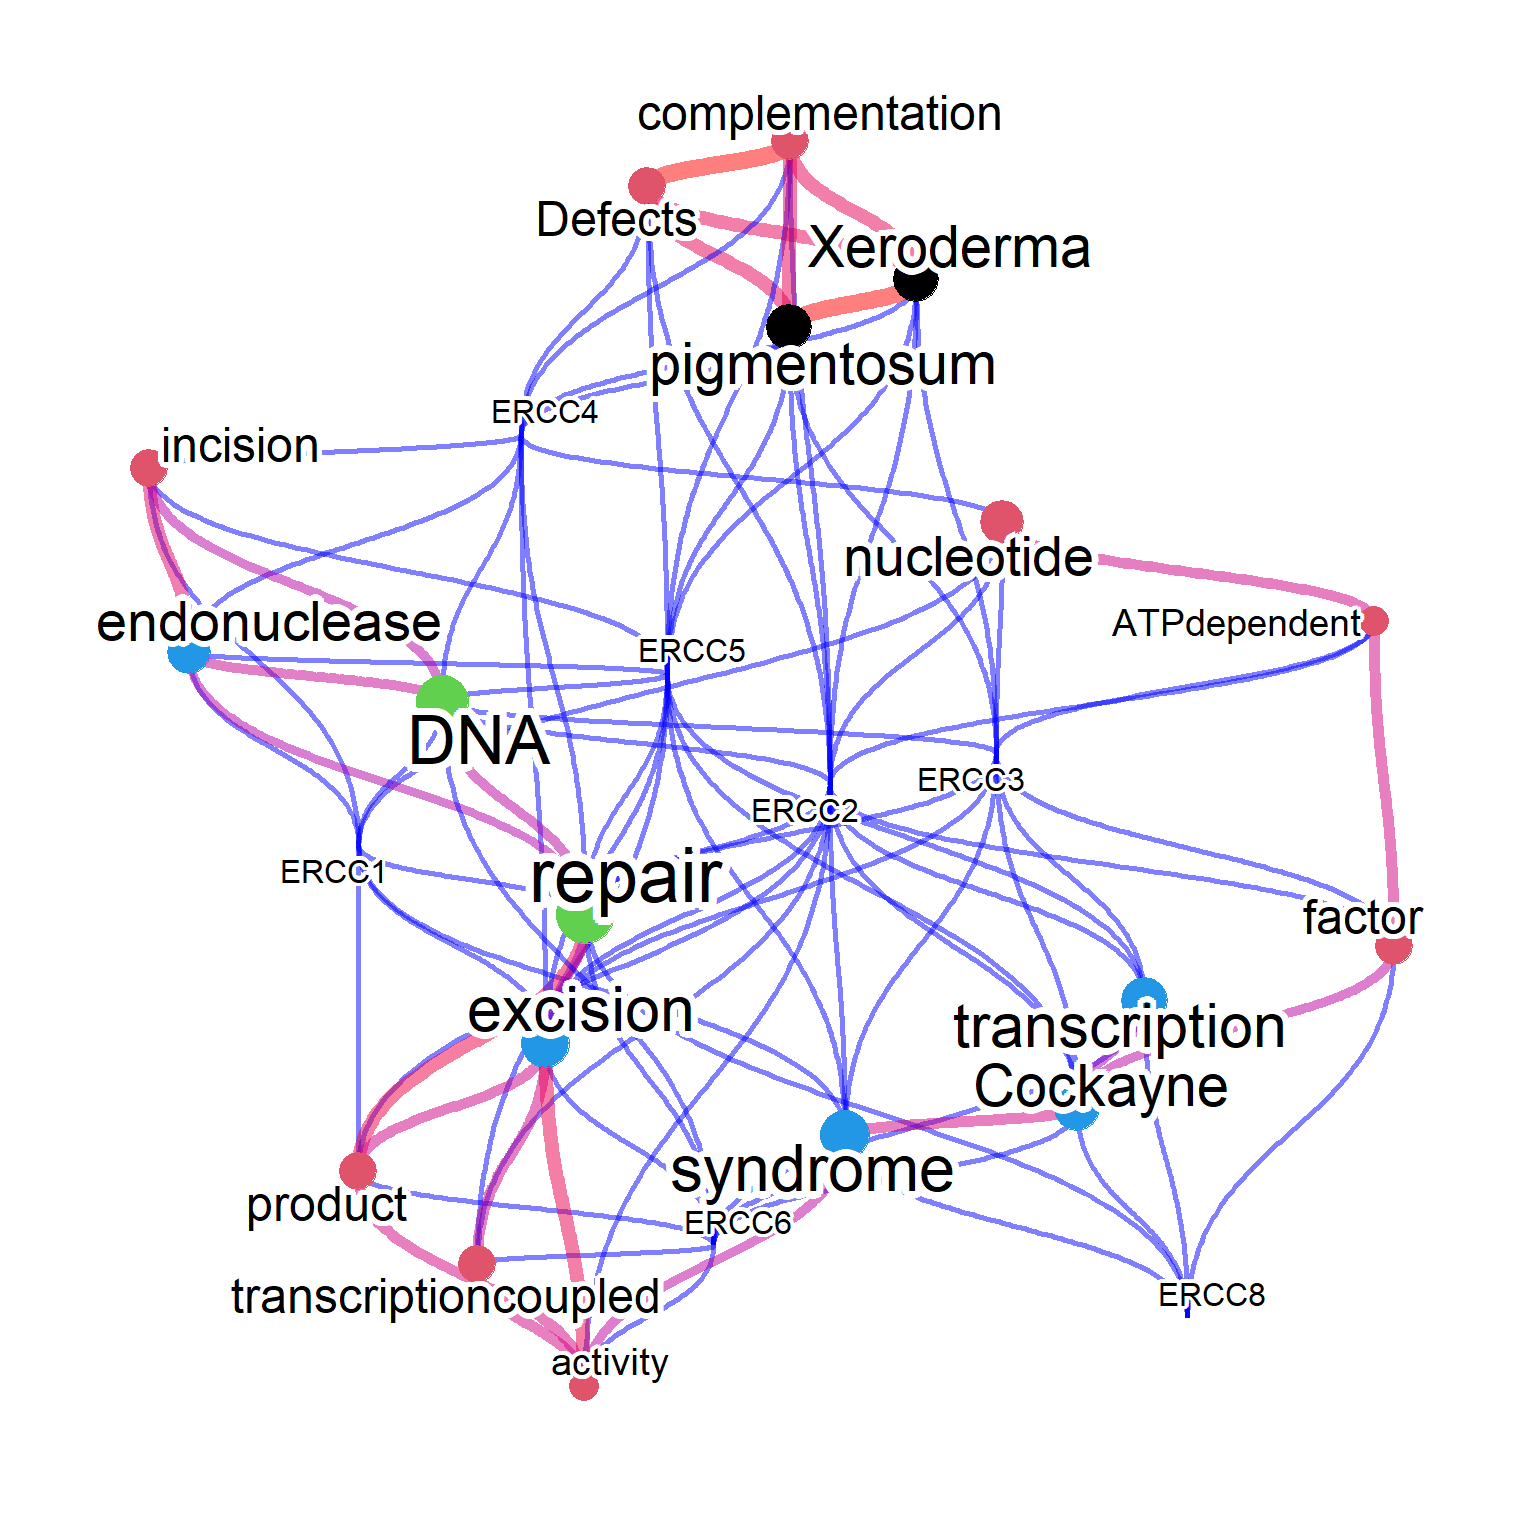 complementation
Defects
Xeroderma
pigmentosum
ERCC4
incision
nucleotide
endonuclease
ATPdependent
ERCC5
DNA
ERCC3
ERCC2
ERCC1
repair
factor
excision
transcription
Cockayne
syndrome
product
ERCC6
transcriptioncoupled
ERCC8
activity